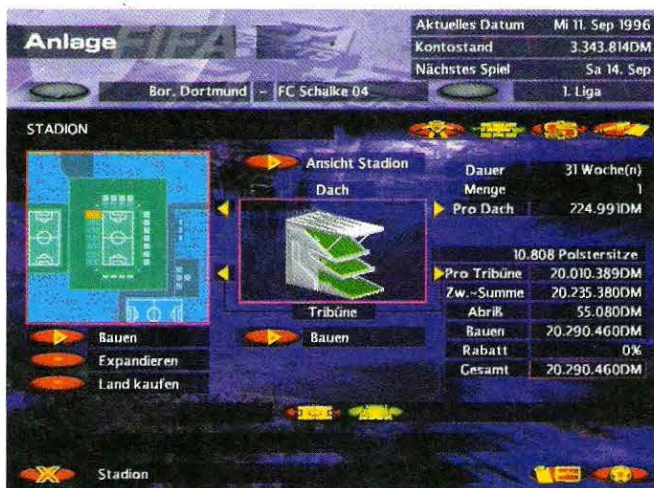 Anlage FIFA
Aktuelles Datum Mi 11. Sep 1996
Kontostand 3.343.814DM
Nächstes Spiel Sa 14. Sep
Bor. Dortmund - FC Schalke 04 1. Liga
STADION
Ansicht Stadion
Dach
Dauer 31 Woche(n)
Menge 1
Pro Dach 224.991DM
10.808 Polstersitze
Pro Tribüne 20.010.389DM
Zw.-Summe 20.235.380DM
Abriß 55.080DM
Bauen 20.290.460DM
Rabatt 0%
Gesamt 20.290.460DM
Tribüne
Bauen
Bauen
Expandieren
Land kaufen
Stadion